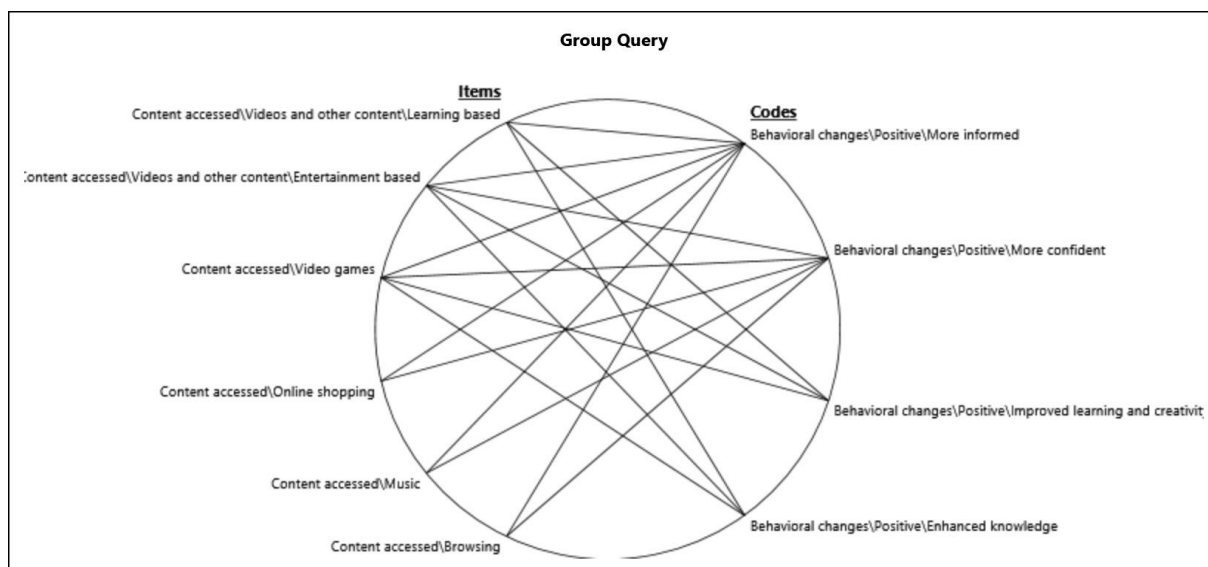 Group Query
Items
Content accessed\Videos and other content\Learning based
Content accessed\Videos and other content\Entertainment based
Content accessed\Video games
Content accessed\Online shopping
Content accessed\Music
Content accessed\Browsing
Codes
Behavioral changes\Positive\More informed
Behavioral changes\Positive\More confident
Behavioral changes\Positive\Improved learning and creativit
Behavioral changes\Positive\Enhanced knowledge